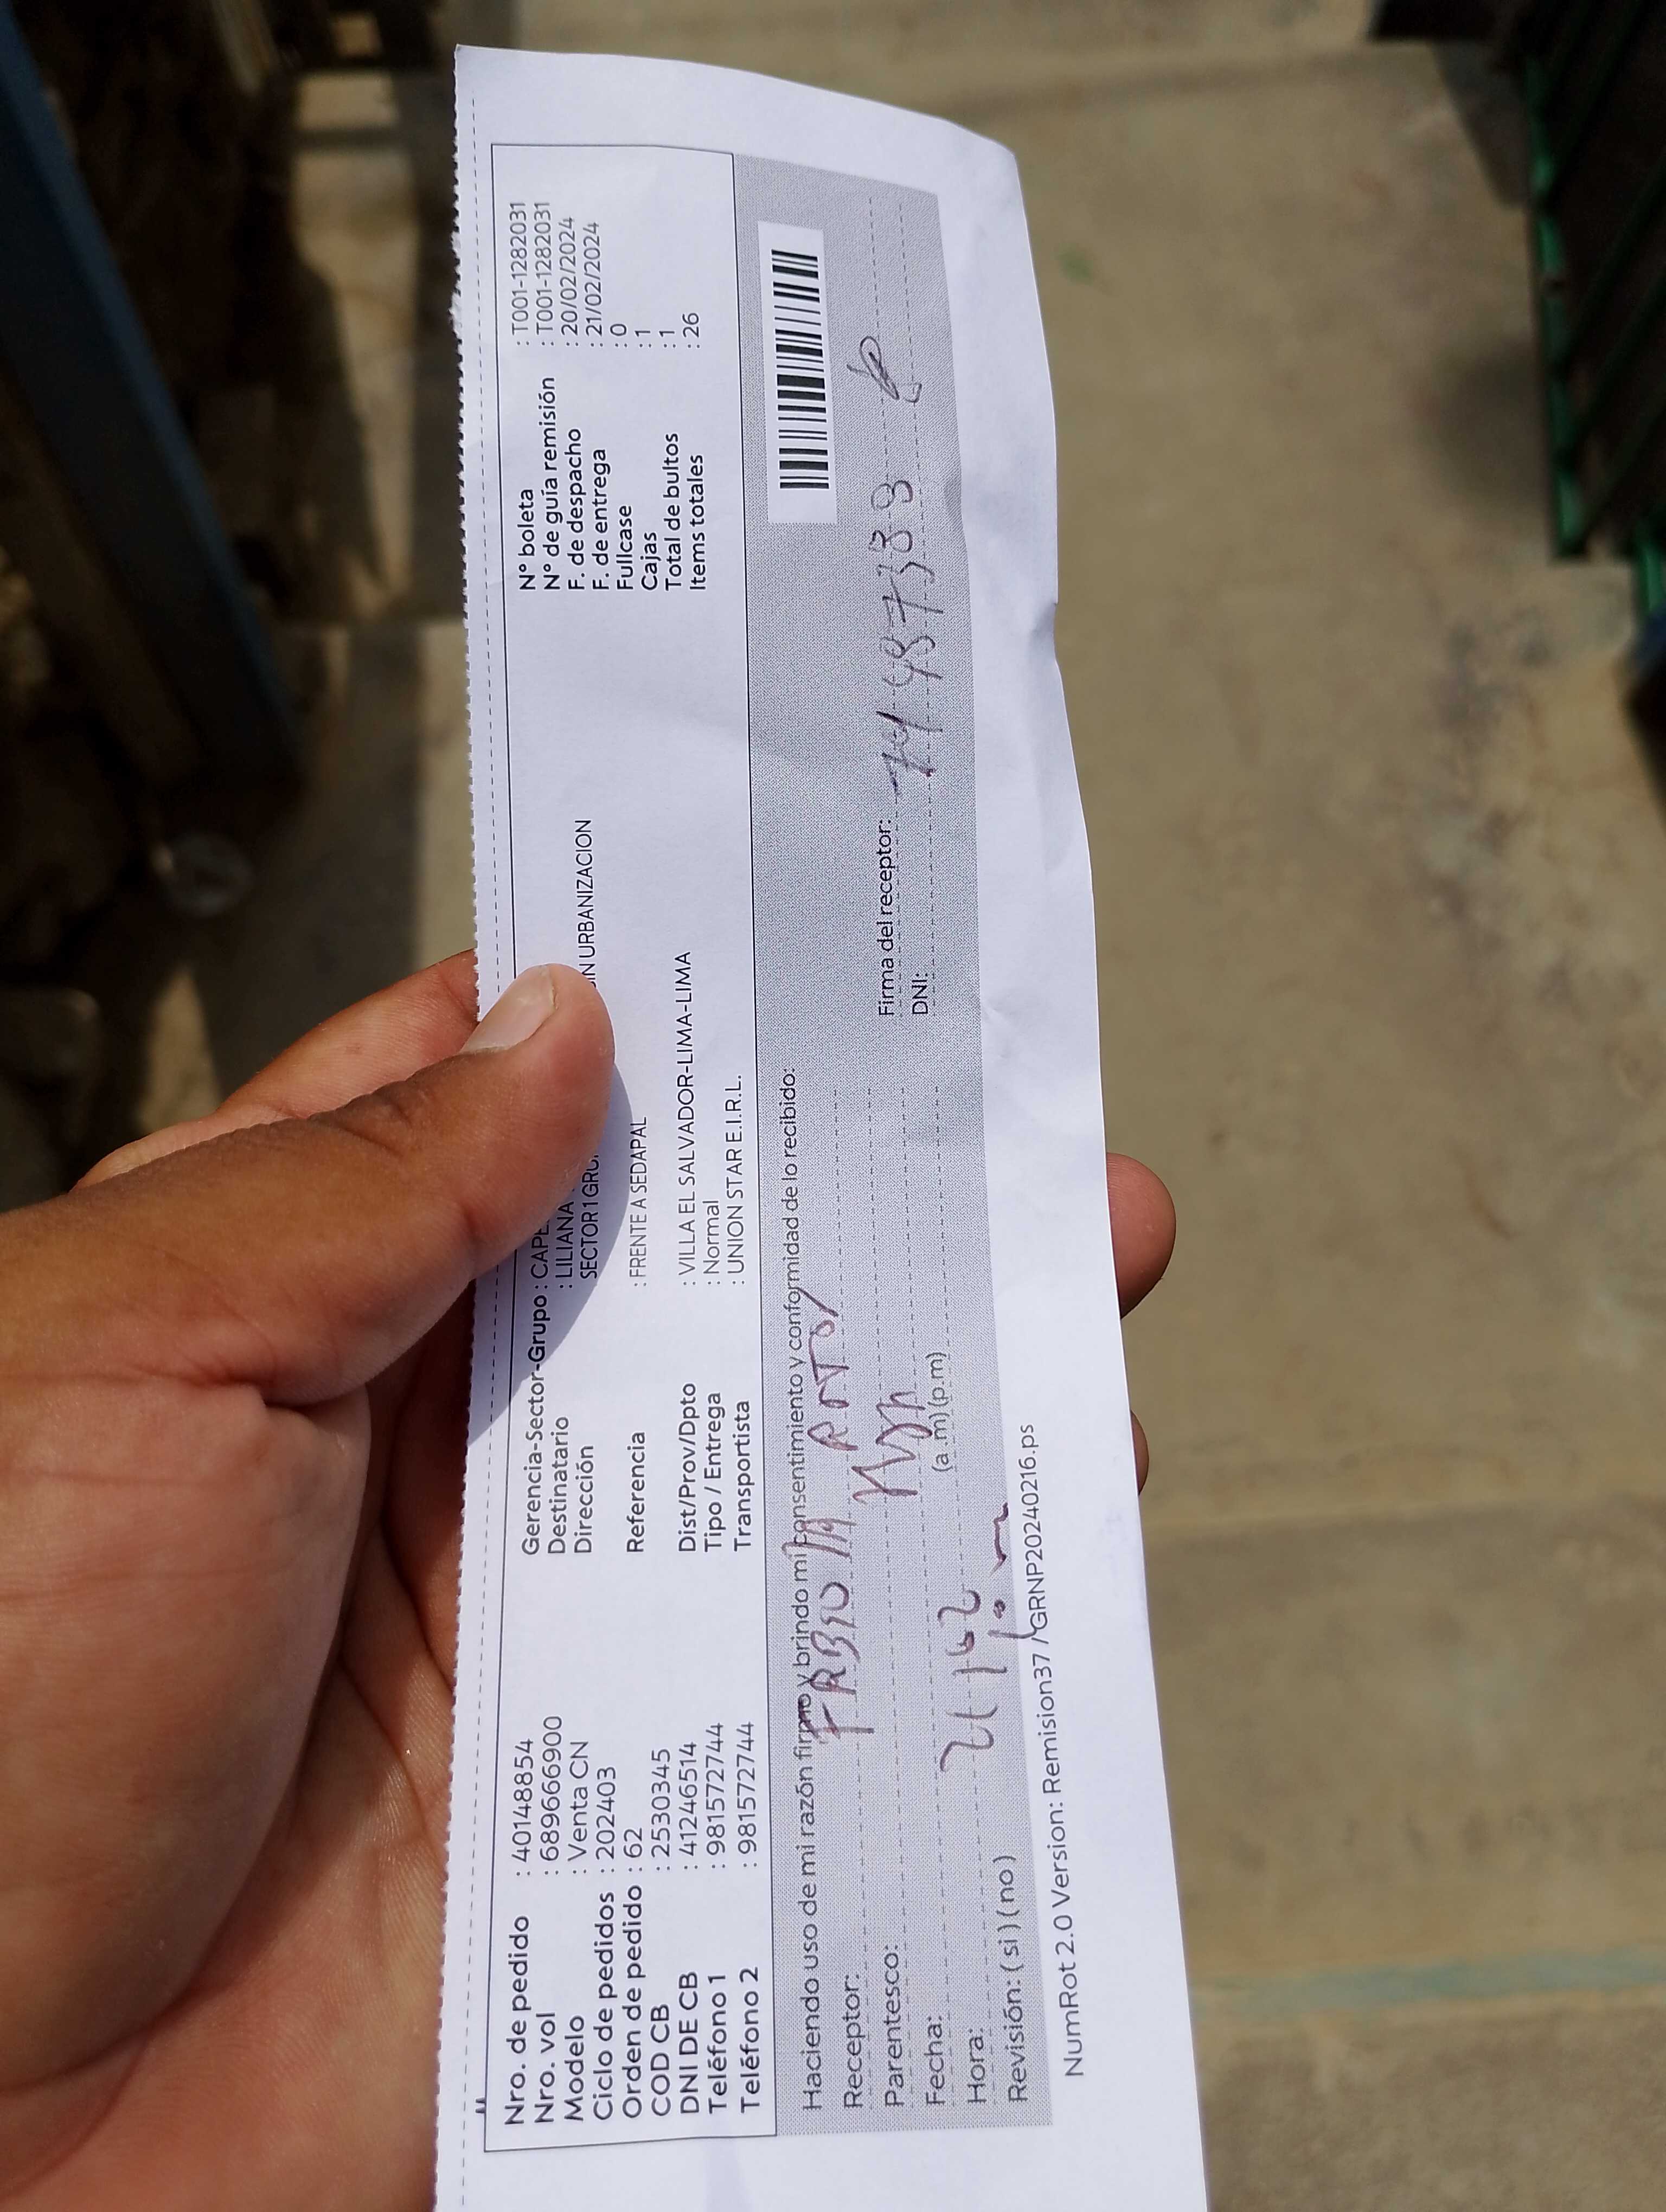 Nro. de pedido : 40148854
Nro. vol : 6896666900
Modelo : Venta CN
Ciclo de pedidos : 202403
Orden de pedido : 62
COD CB : 2530345
DNI DE CB : 41246514
Teléfono 1 : 981572744
Teléfono 2 : 981572744
Gerencia-Sector-Grupo :
Destinatario : LILIANA
Dirección SECTOR 1 URBANIZACION
Referencia : FRENTE A SEDAPAL
Dist/Prov/Dpto : VILLA EL SALVADOR-LIMA-LIMA
Tipo / Entrega : Normal
Transportista : UNION STAR E.I.R.L.
N° boleta : T001-1282031
N° de guía remisión : T001-1282031
F. de despacho : 20/02/2024
F. de entrega : 21/02/2024
Fullcase : 0
Cajas : 1
Total de bultos : 1
Items totales : 26
Haciendo uso de mi razón firmo y brindo mi consentimiento y conformidad de lo recibido:
Receptor: FABIO
Parentesco:
Fecha:
Hora: (a.m) (p.m)
Revisión: ( si ) ( no )
Firma del receptor:
DNI:
NumRot 2.0 Version: Remision37 /GRNP20240216.ps